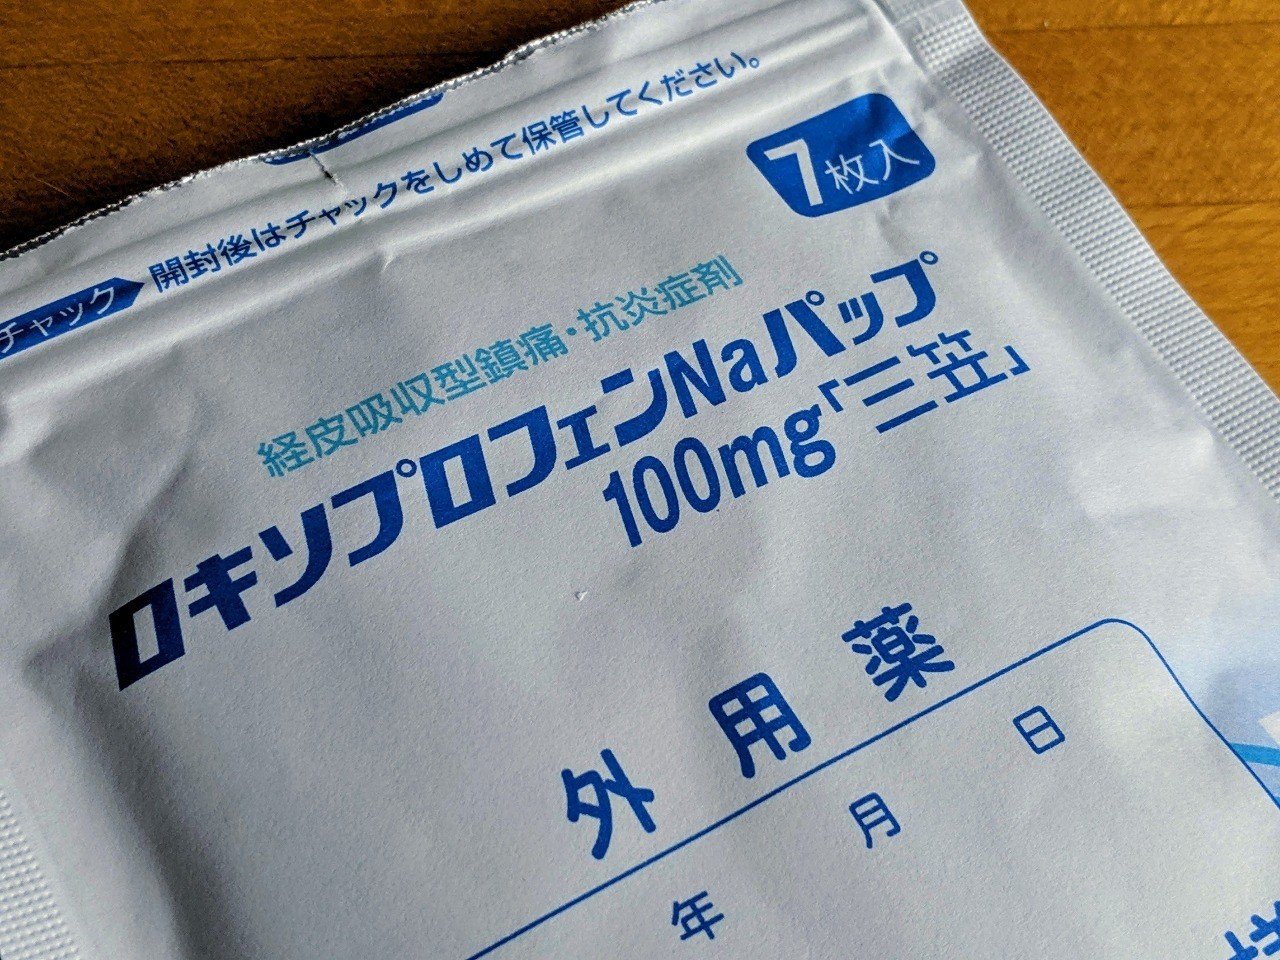 チャック 開封後はチャックをしめて保管してください。
7枚入
経皮吸収型鎮痛・抗炎症剤
ロキソプロフェンNaパップ
100mg「三笠」
外用薬
年 月 日
様